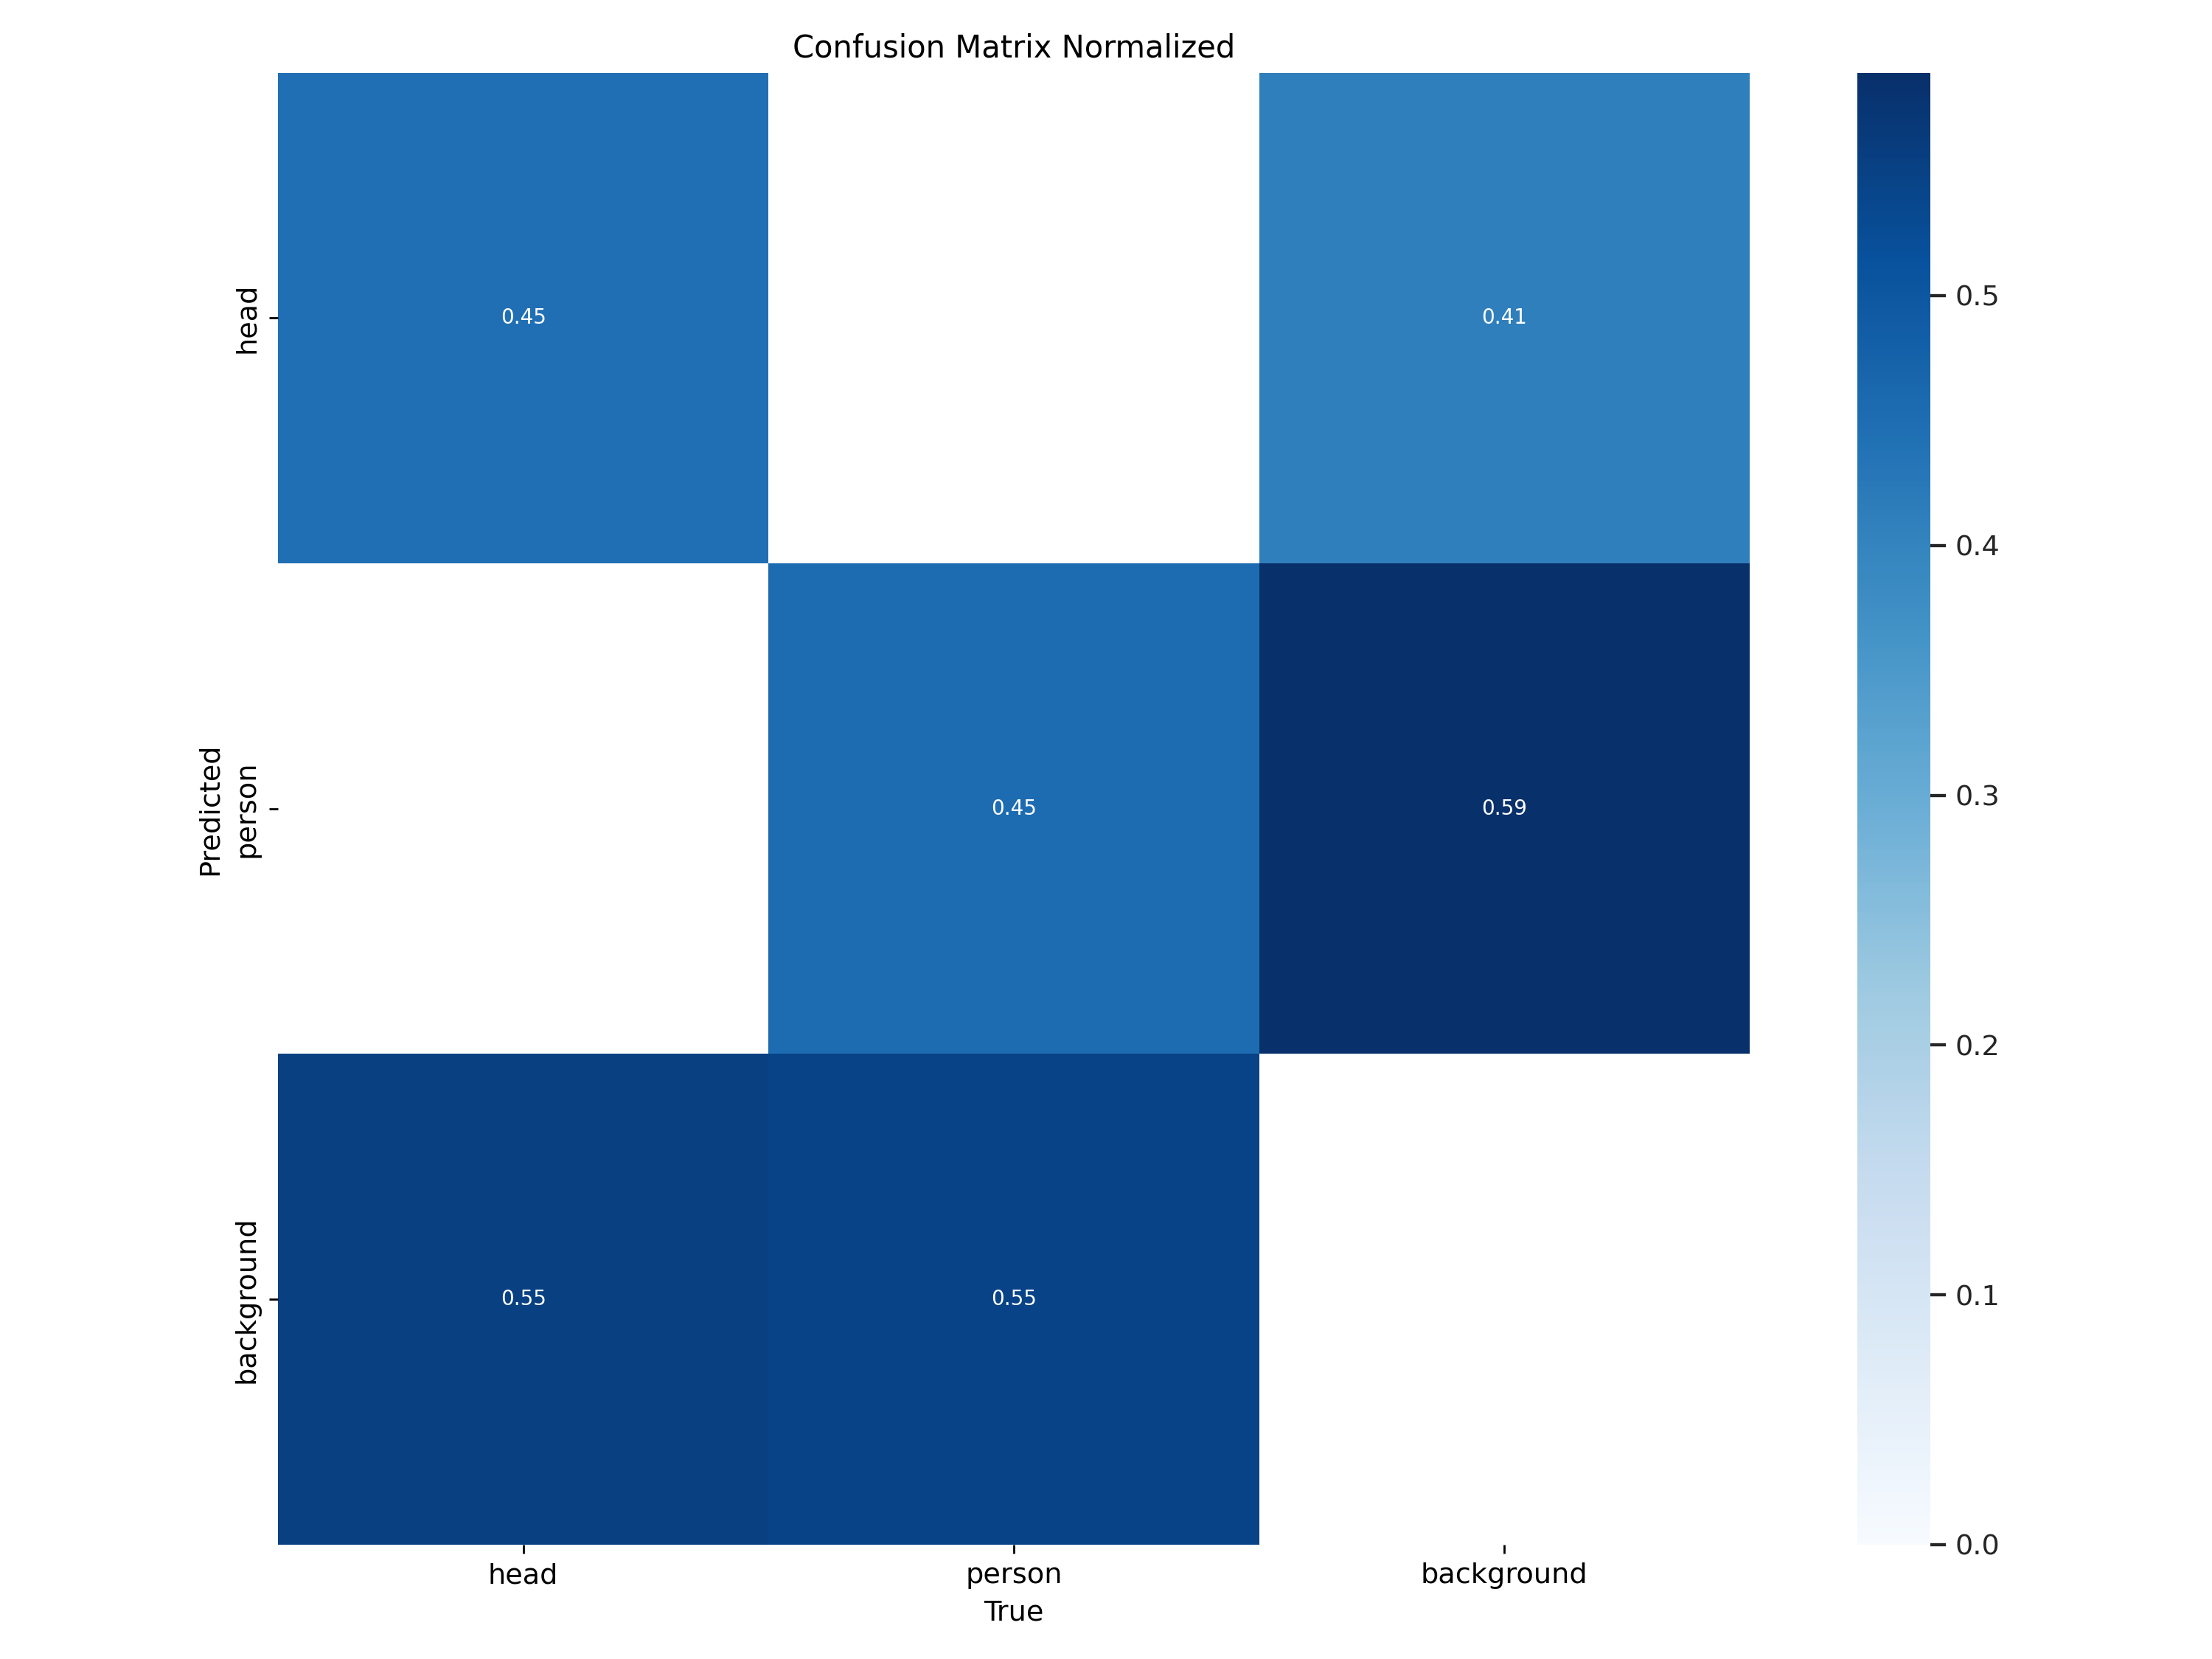 Confusion Matrix Normalized
Predicted
head
0.45
0.41
person
0.45
0.59
background
0.55
0.55
head
person
background
True
0.5
0.4
0.3
0.2
0.1
0.0